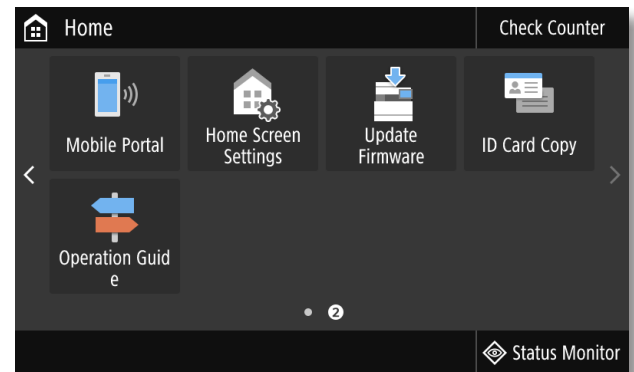 Home
Check Counter
Mobile Portal
Home Screen
Settings
Update
Firmware
ID Card Copy
Operation Guid
e
2
Status Monitor